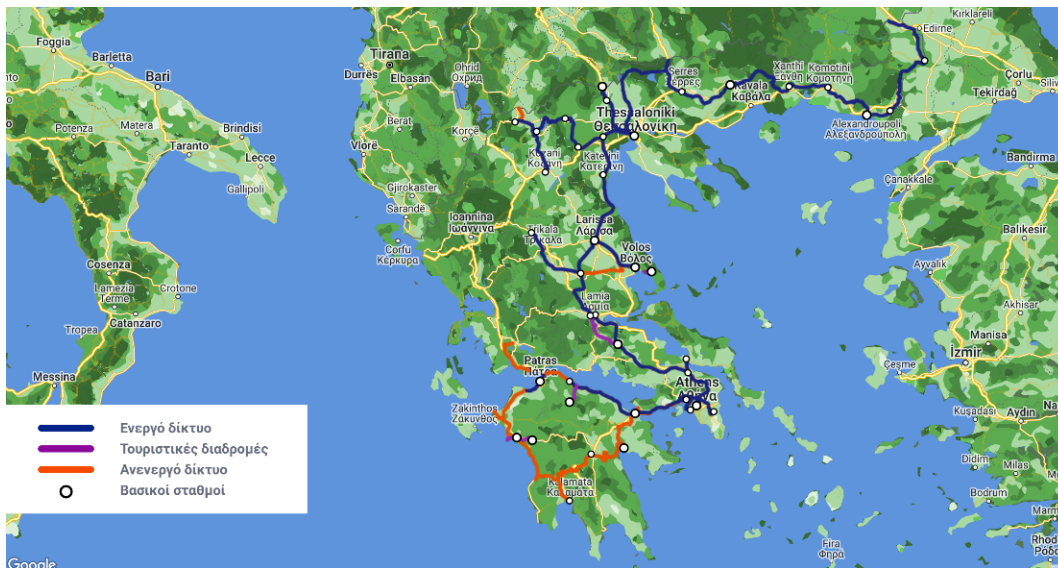 Foggia
Barletta
Bari
Potenza
Matera
Taranto
Brindisi
Lecce
Gallipoli
Cosenza
Lamezia
Terme
Crotone
Catanzaro
Tropea
Messina
Tirana
Durrës
Elbasan
Ohrid
Охрид
Berat
Korçë
Vlorë
Gjirokaster
Sarandë
Corfu
Κέρκυρα
Ioannina
Ιωάννινα
Kozani
Κοζάνη
Thessaloniki
Θεσσαλονίκη
Katerini
Κατερίνη
Serres
Σέρρες
Kavala
Καβάλα
Xanthi
Ξάνθη
Komotini
Κομοτηνή
Alexandroupoli
Αλεξανδρούπολη
Kırklareli
Edirne
Çorlu
Tekirdağ
Bandırma
Çanakkale
Balıkesir
Ayvalık
Akhisar
Manisa
İzmir
Çeşme
Kuşadası
Aydın
Didim
Milas
Bodrum
Larissa
Λάρισα
Trikala
Τρίκαλα
Volos
Βόλος
Lamia
Λαμία
Patras
Πάτρα
Athens
Αθήνα
Zakinthos
Ζάκυνθος
Kalamata
Καλαμάτα
Fira
Φηρά
Ενεργό δίκτυο
Τουριστικές διαδρομές
Ανενεργό δίκτυο
Βασικοί σταθμοί
Google